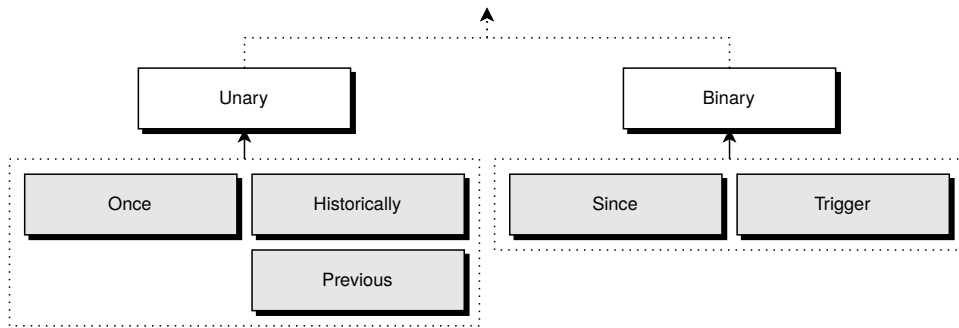 Unary
Binary
Once
Historically
Since
Trigger
Previous